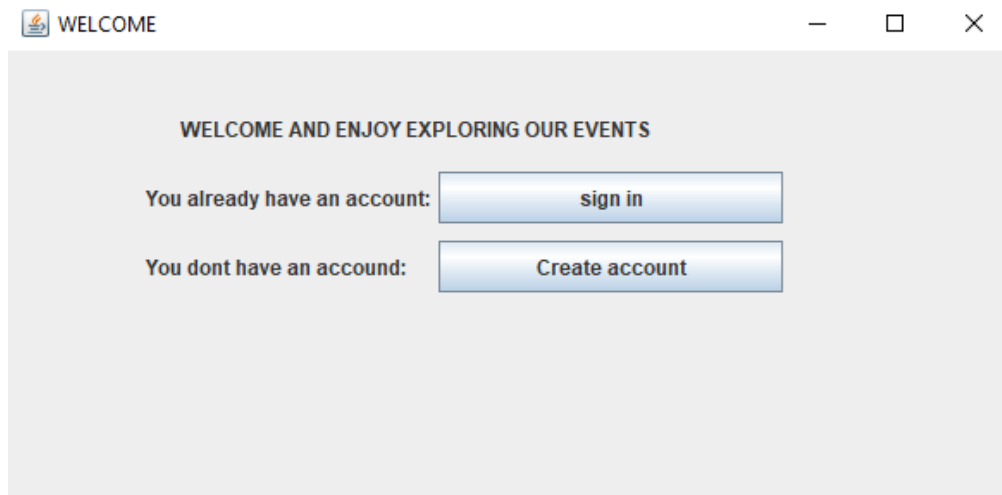 WELCOME
WELCOME AND ENJOY EXPLORING OUR EVENTS
You already have an account: sign in
You dont have an accound: Create account